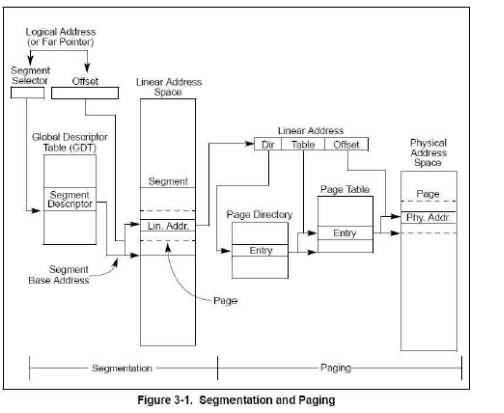 Logical Address
(or Far Pointer)
Segment
Selector
Offset
Linear Address
Space
Global Descriptor
Table (GDT)
Segment
Descriptor
Segment
Lin. Addr.
Segment
Base Address
Page
Linear Address
Dir
Table
Offset
Physical
Address
Space
Page Table
Page
Page Directory
Phy. Addr.
Entry
Entry
Segmentation
Paging
Figure 3-1. Segmentation and Paging